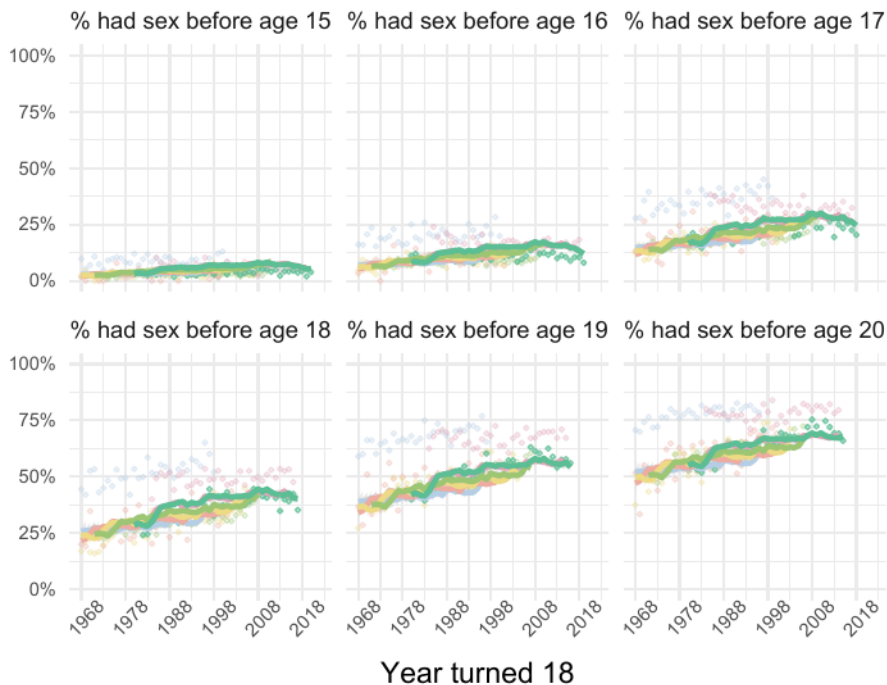 % had sex before age 15 % had sex before age 16 % had sex before age 17
100%
75%
50%
25%
0%
% had sex before age 18 % had sex before age 19 % had sex before age 20
100%
75%
50%
25%
0%
1968 1978 1988 1998 2008 2018 1968 1978 1988 1998 2008 2018 1968 1978 1988 1998 2008 2018
Year turned 18